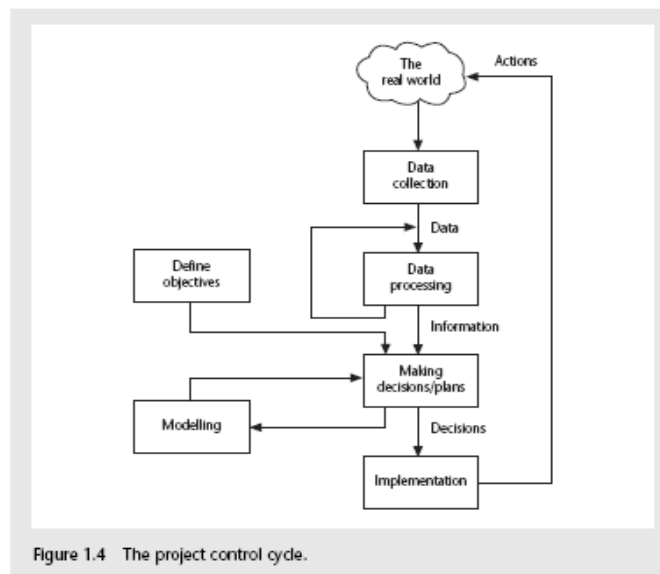 The
real world
Actions
Data
collection
Data
Define
objectives
Data
processing
Information
Making
decisions/plans
Modelling
Decisions
Implementation
Figure 1.4 The project control cycle.